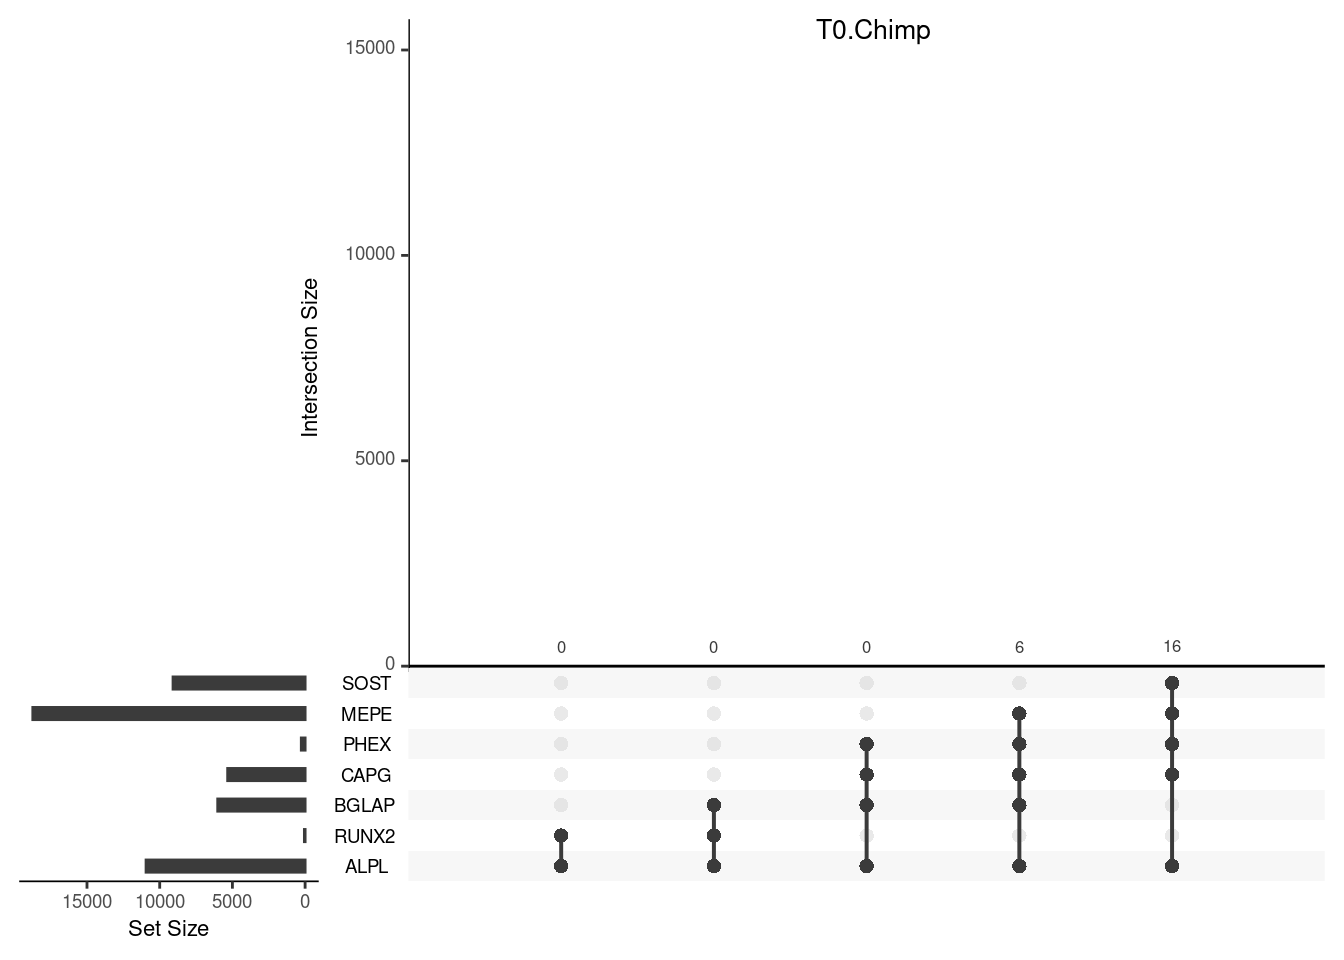 T0.Chimp
15000
10000
5000
0
Intersection Size
0 0 0 6 16
SOST
MEPE
PHEX
CAPG
BGLAP
RUNX2
ALPL
15000 10000 5000 0
Set Size